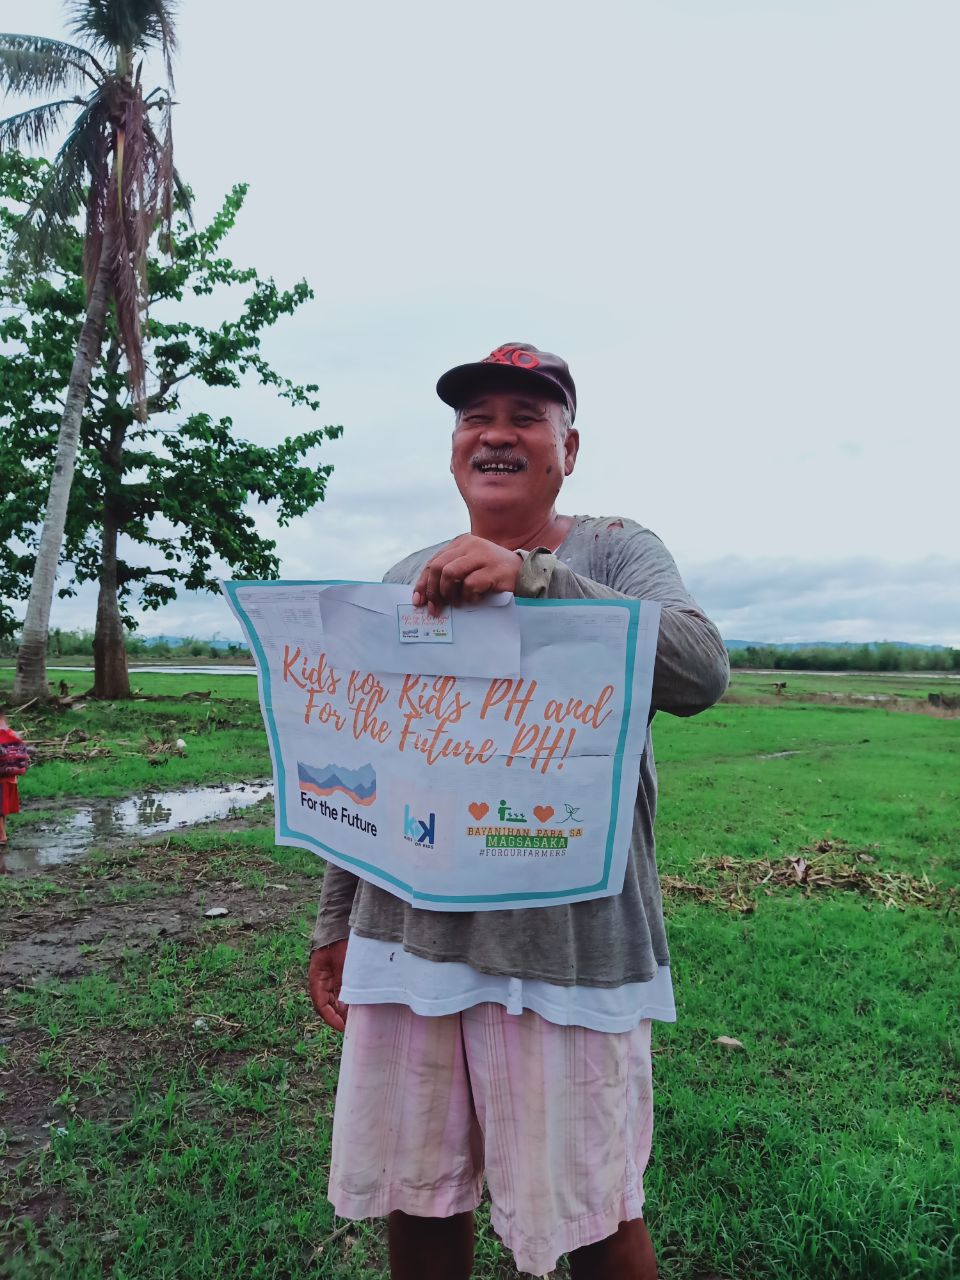 XO
Kids for Kids PH and
For the Future PH!
For the Future
kk
KIDS FOR KIDS
BAYANIHAN PARA SA
MAGSASAKA
#FOROURFARMERS